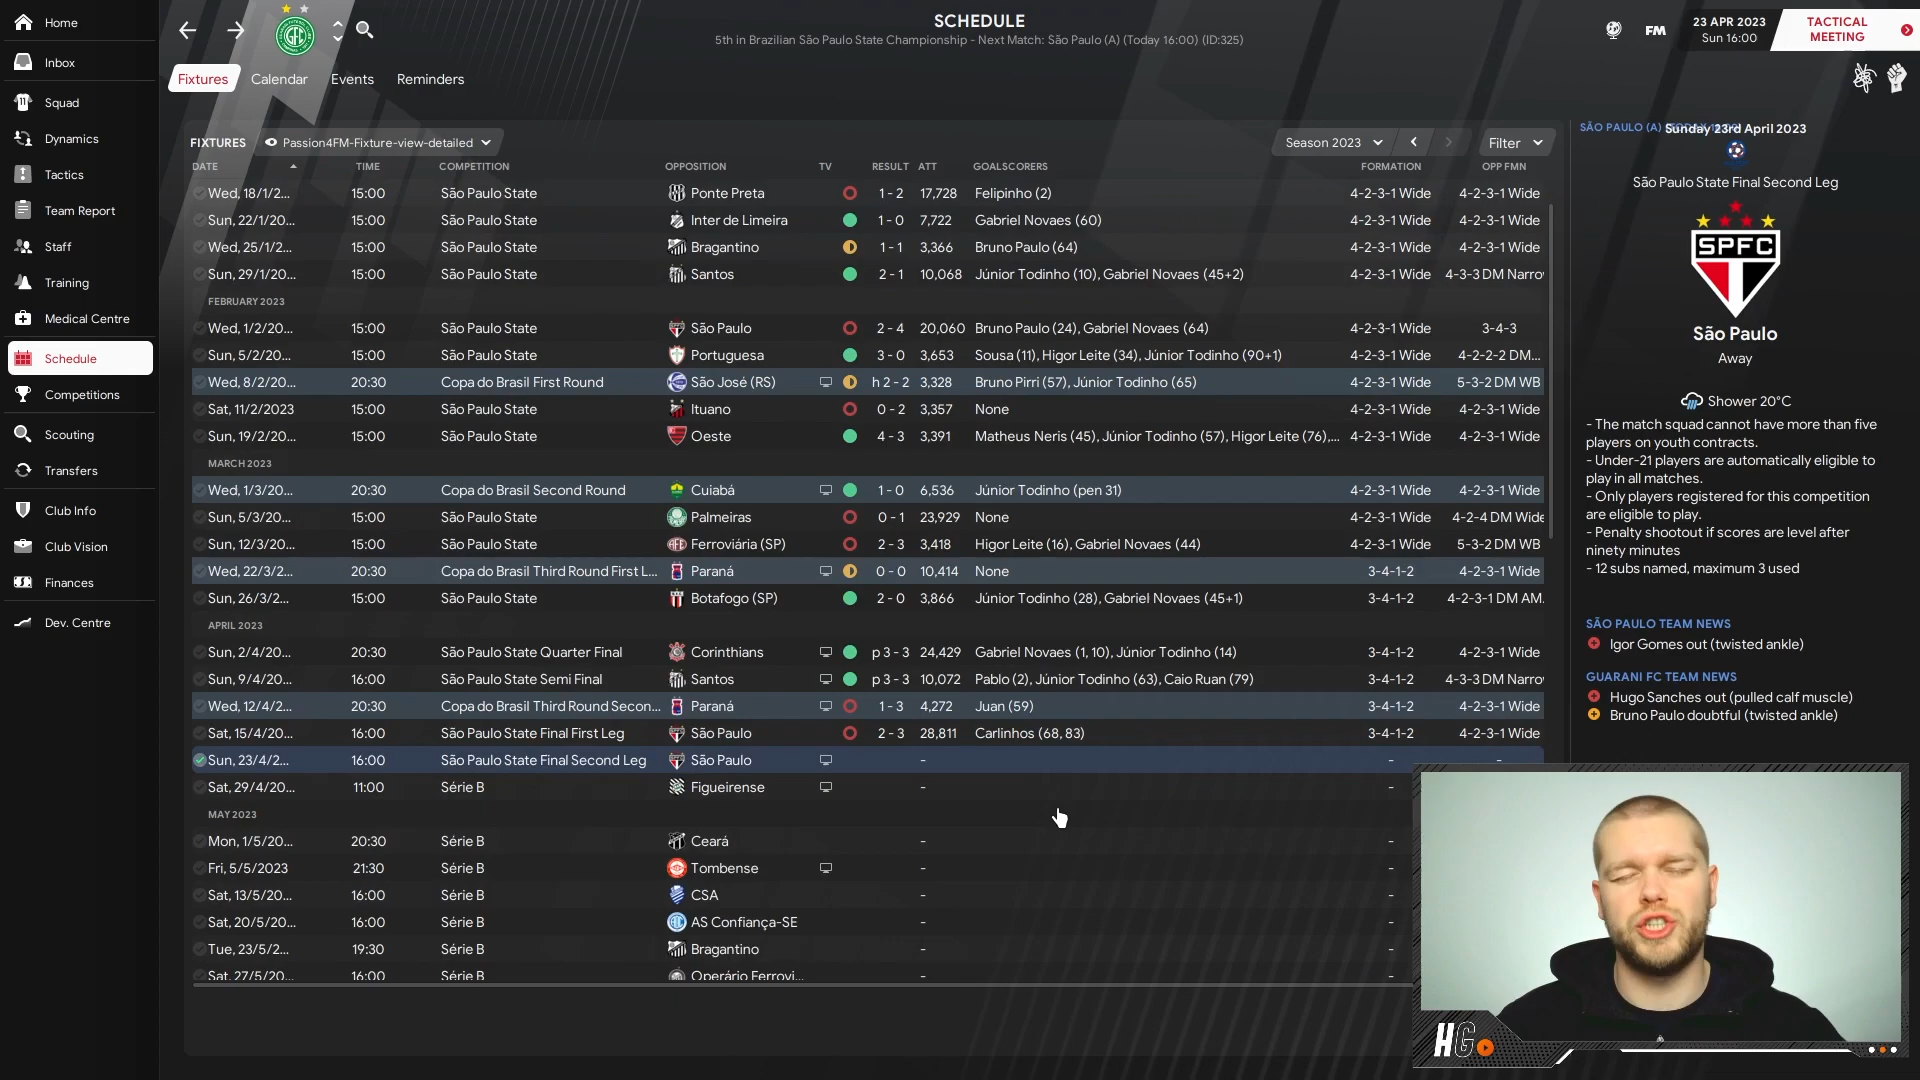 Home
Inbox
Squad
Dynamics
Tactics
Team Report
Staff
Training
Medical Centre
Schedule
Competitions
Scouting
Transfers
Club Info
Club Vision
Finances
Dev. Centre
SCHEDULE
5th in Brazilian São Paulo State Championship - Next Match: São Paulo (A) (Today 16:00) (ID:325)
FM
23 APR 2023
Sun 16:00
TACTICAL
MEETING
Fixtures Calendar Events Reminders
FIXTURES Passion4FM-Fixture-view-detailed Season 2023 Filter
DATE TIME COMPETITION OPPOSITION TV RESULT ATT GOALSCORERS FORMATION OPP FMN
Wed, 18/1/2... 15:00 São Paulo State Ponte Preta 1 - 2 17,728 Felipinho (2) 4-2-3-1 Wide 4-2-3-1 Wide
Sun, 22/1/20... 15:00 São Paulo State Inter de Limeira 1 - 0 7,722 Gabriel Novaes (60) 4-2-3-1 Wide 4-2-3-1 Wide
Wed, 25/1/2... 15:00 São Paulo State Bragantino 1 - 1 3,366 Bruno Paulo (64) 4-2-3-1 Wide 4-2-3-1 Wide
Sun, 29/1/20... 15:00 São Paulo State Santos 2 - 1 10,068 Júnior Todinho (10), Gabriel Novaes (45+2) 4-2-3-1 Wide 4-3-3 DM Narro
FEBRUARY 2023
Wed, 1/2/20... 15:00 São Paulo State São Paulo 2 - 4 20,060 Bruno Paulo (24), Gabriel Novaes (64) 4-2-3-1 Wide 3-4-3
Sun, 5/2/20... 15:00 São Paulo State Portuguesa 3 - 0 3,653 Sousa (11), Higor Leite (34), Júnior Todinho (90+1) 4-2-3-1 Wide 4-2-2-2 DM...
Wed, 8/2/20... 20:30 Copa do Brasil First Round São José (RS) h 2 - 2 3,328 Bruno Pirri (57), Júnior Todinho (65) 4-2-3-1 Wide 5-3-2 DM WB
Sat, 11/2/2023 15:00 São Paulo State Ituano 0 - 2 3,357 None 4-2-3-1 Wide 4-2-3-1 Wide
Sun, 19/2/20... 15:00 São Paulo State Oeste 4 - 3 3,391 Matheus Neris (45), Júnior Todinho (57), Higor Leite (76),... 4-2-3-1 Wide 4-2-3-1 Wide
MARCH 2023
Wed, 1/3/20... 20:30 Copa do Brasil Second Round Cuiabá 1 - 0 6,536 Júnior Todinho (pen 31) 4-2-3-1 Wide 4-2-3-1 Wide
Sun, 5/3/20... 15:00 São Paulo State Palmeiras 0 - 1 23,929 None 4-2-3-1 Wide 4-2-4 DM Wide
Sun, 12/3/20... 15:00 São Paulo State Ferroviária (SP) 2 - 3 3,418 Higor Leite (16), Gabriel Novaes (44) 4-2-3-1 Wide 5-3-2 DM WB
Wed, 22/3/2... 20:30 Copa do Brasil Third Round First L... Paraná 0 - 0 10,414 None 3-4-1-2 4-2-3-1 Wide
Sun, 26/3/2... 15:00 São Paulo State Botafogo (SP) 2 - 0 3,866 Júnior Todinho (28), Gabriel Novaes (45+1) 3-4-1-2 4-2-3-1 DM AM.
APRIL 2023
Sun, 2/4/20... 20:30 São Paulo State Quarter Final Corinthians p 3 - 3 24,429 Gabriel Novaes (1, 10), Júnior Todinho (14) 3-4-1-2 4-2-3-1 Wide
Sun, 9/4/20... 16:00 São Paulo State Semi Final Santos p 3 - 3 10,072 Pablo (2), Júnior Todinho (63), Caio Ruan (79) 3-4-1-2 4-3-3 DM Narro
Wed, 12/4/2... 20:30 Copa do Brasil Third Round Secon... Paraná 1 - 3 4,272 Juan (59) 3-4-1-2 4-2-3-1 Wide
Sat, 15/4/20... 16:00 São Paulo State Final First Leg São Paulo 2 - 3 28,811 Carlinhos (68, 83) 3-4-1-2 4-2-3-1 Wide
Sun, 23/4/2... 16:00 São Paulo State Final Second Leg São Paulo - - -
Sat, 29/4/20... 11:00 Série B Figueirense - -
MAY 2023
Mon, 1/5/20... 20:30 Série B Ceará - -
Fri, 5/5/2023 21:30 Série B Tombense - -
Sat, 13/5/20... 16:00 Série B CSA - -
Sat, 20/5/20... 16:00 Série B AS Confiança-SE - -
Tue, 23/5/2... 19:30 Série B Bragantino - -
Sat, 27/5/20... 16:00 Série B Operário Ferrovi... - -
SÃO PAULO (A)
Sunday 23rd April 2023
São Paulo State Final Second Leg
SPFC
São Paulo
Away
Shower 20°C
- The match squad cannot have more than five
players on youth contracts.
- Under-21 players are automatically eligible to
play in all matches.
- Only players registered for this competition
are eligible to play.
- Penalty shootout if scores are level after
ninety minutes
- 12 subs named, maximum 3 used
SÃO PAULO TEAM NEWS
Igor Gomes out (twisted ankle)
GUARANI FC TEAM NEWS
Hugo Sanches out (pulled calf muscle)
Bruno Paulo doubtful (twisted ankle)
HG